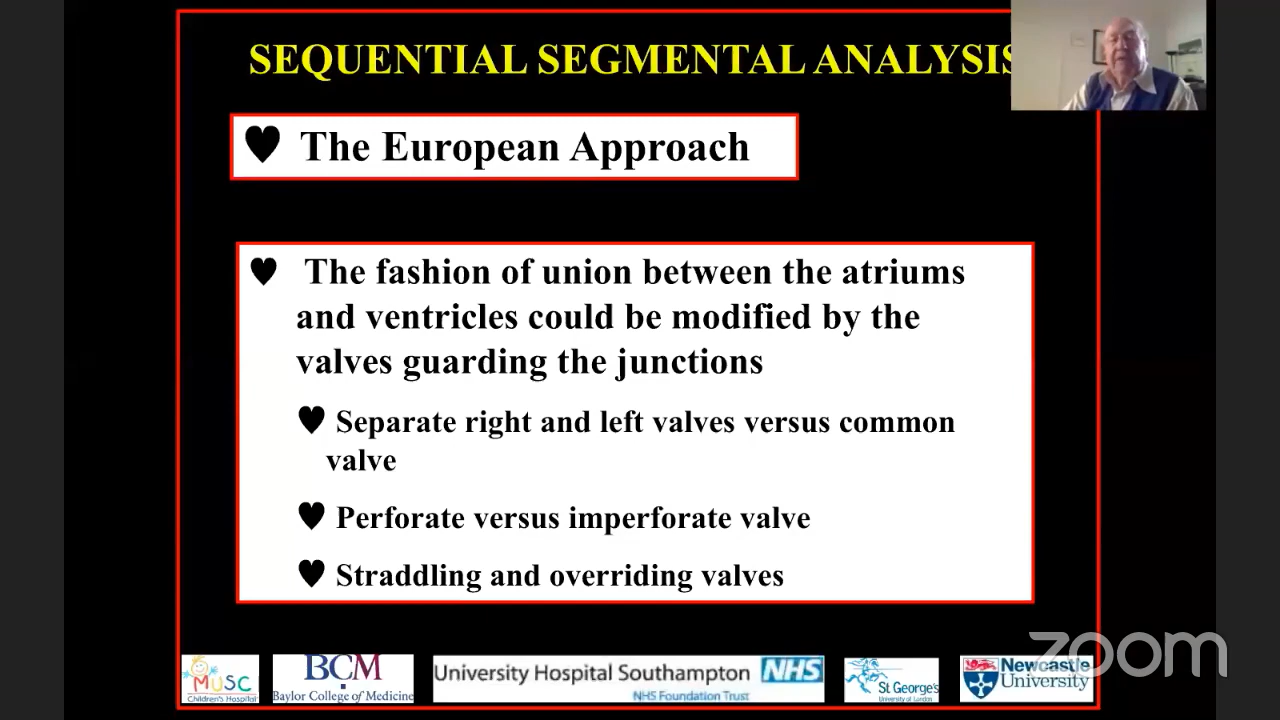 SEQUENTIAL SEGMENTAL ANALYSIS
The European Approach
The fashion of union between the atriums
and ventricles could be modified by the
valves guarding the junctions
Separate right and left valves versus common
valve
Perforate versus imperforate valve
Straddling and overriding valves
MUSC
Children's Hospital
BCM
Baylor College of Medicine
University Hospital Southampton
NHS
NHS Foundation Trust
St George's
University of London
Newcastle
University
zoom